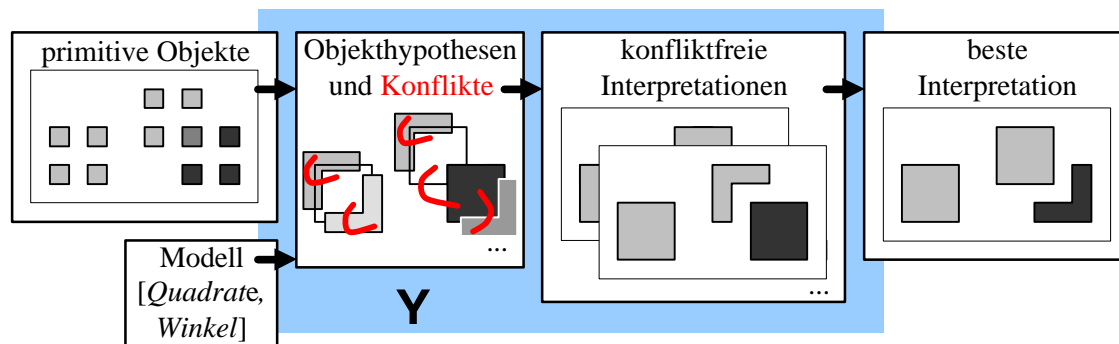 primitive Objekte
Objekthypothesen
und Konflikte
...
konfliktfreie
Interpretationen
...
beste
Interpretation
Modell
[Quadrate,
Winkel]
Y